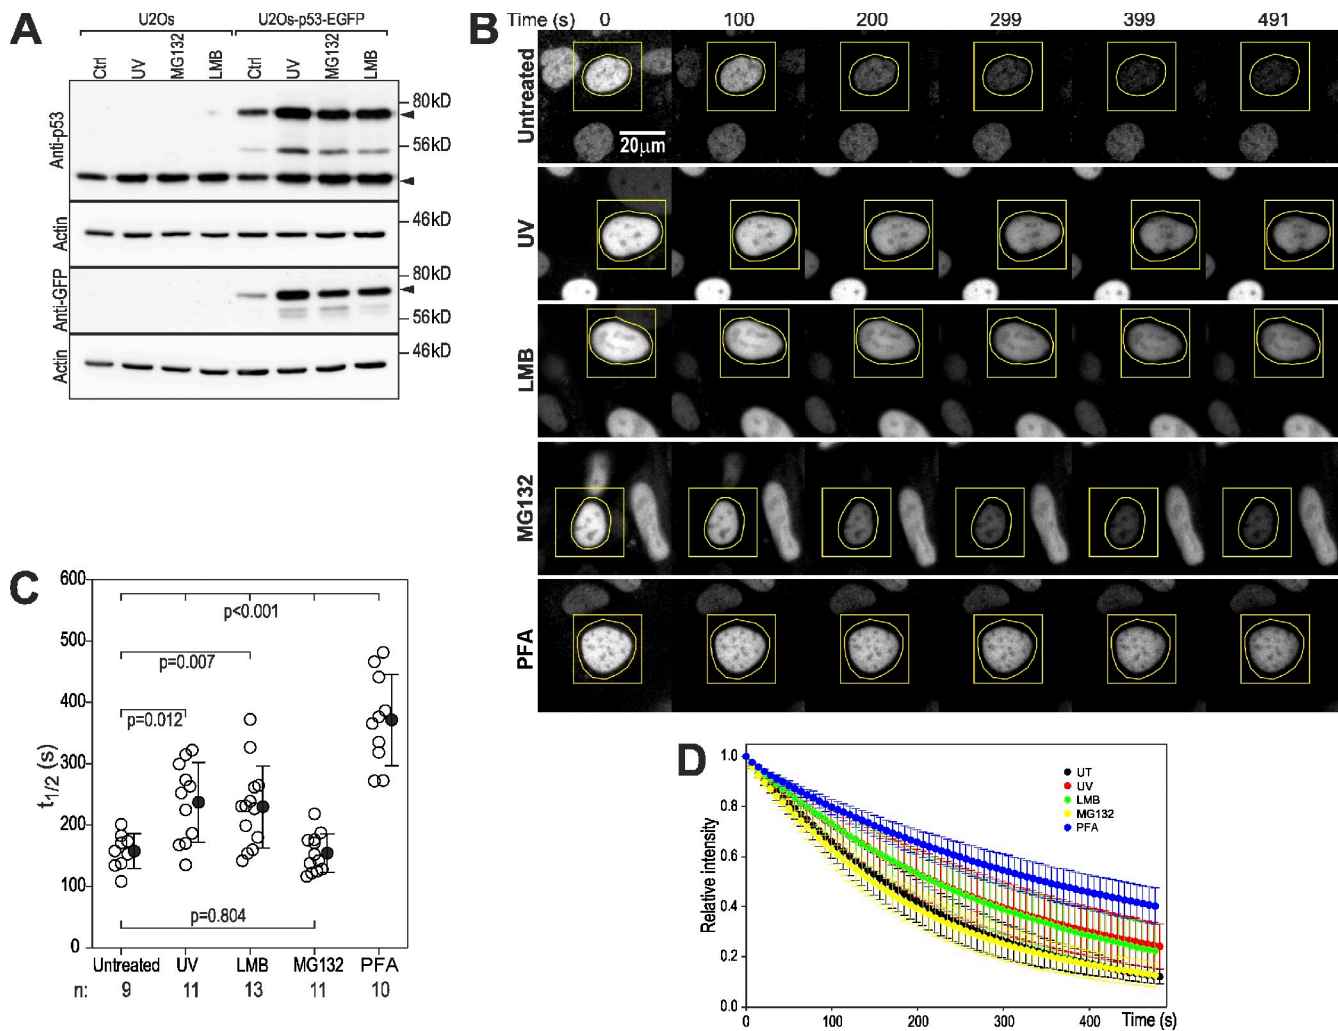 A
U2Os
U2Os-p53-EGFP
Ctrl
UV
MG132
LMB
Ctrl
UV
MG132
LMB
Anti-p53
80kD
56kD
Actin
46kD
Anti-GFP
80kD
56kD
Actin
46kD
B
Time (s) 0 100 200 299 399 491
Untreated
20µm
UV
LMB
MG132
PFA
C
600
500
400
300
200
100
0
t1/2 (s)
p<0.001
p=0.007
p=0.012
p=0.804
Untreated UV LMB MG132 PFA
n: 9 11 13 11 10
D
1.0
0.8
0.6
0.4
0.2
0.0
Relative intensity
UT
UV
LMB
MG132
PFA
0 100 200 300 400 Time (s)